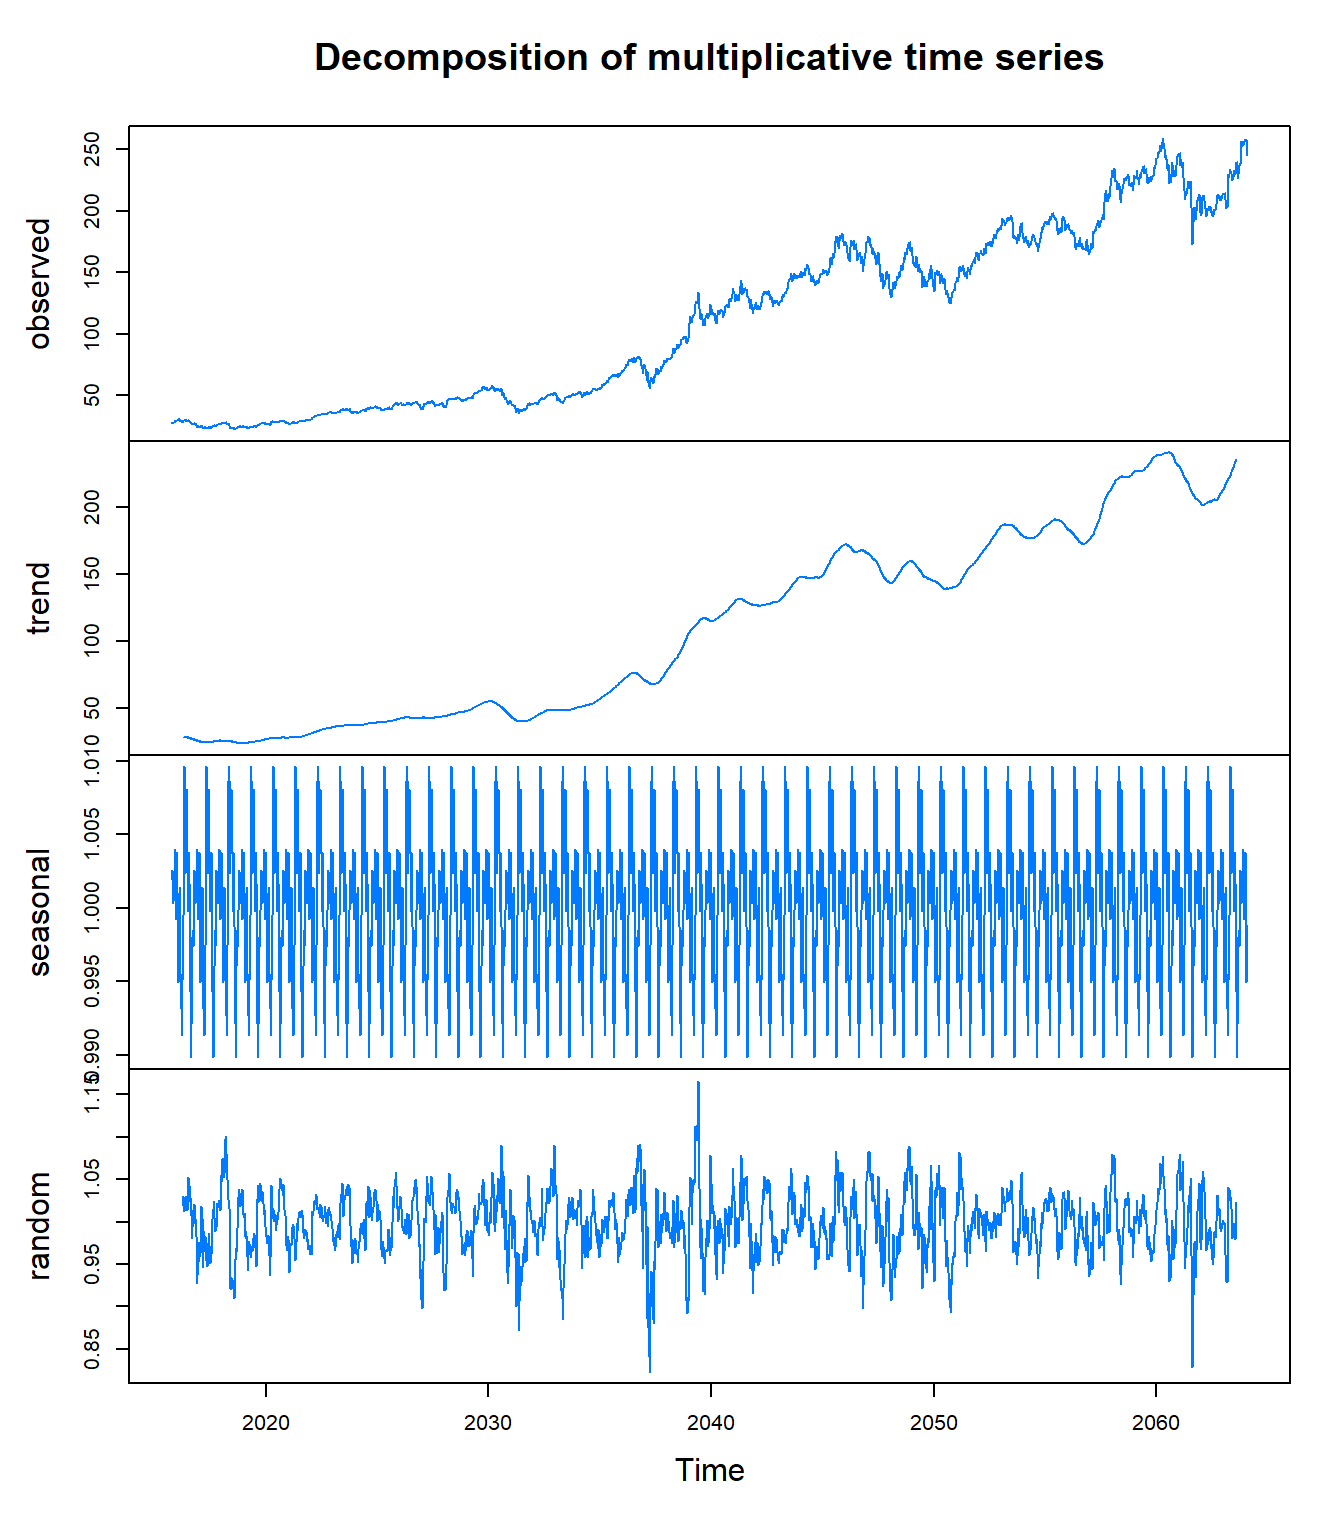 Decomposition of multiplicative time series
observed
50 100 150 200 250
trend
50 100 150 200
seasonal
0.990 0.995 1.000 1.005 1.010
random
0.85 0.95 1.05 1.15
2020 2030 2040 2050 2060
Time